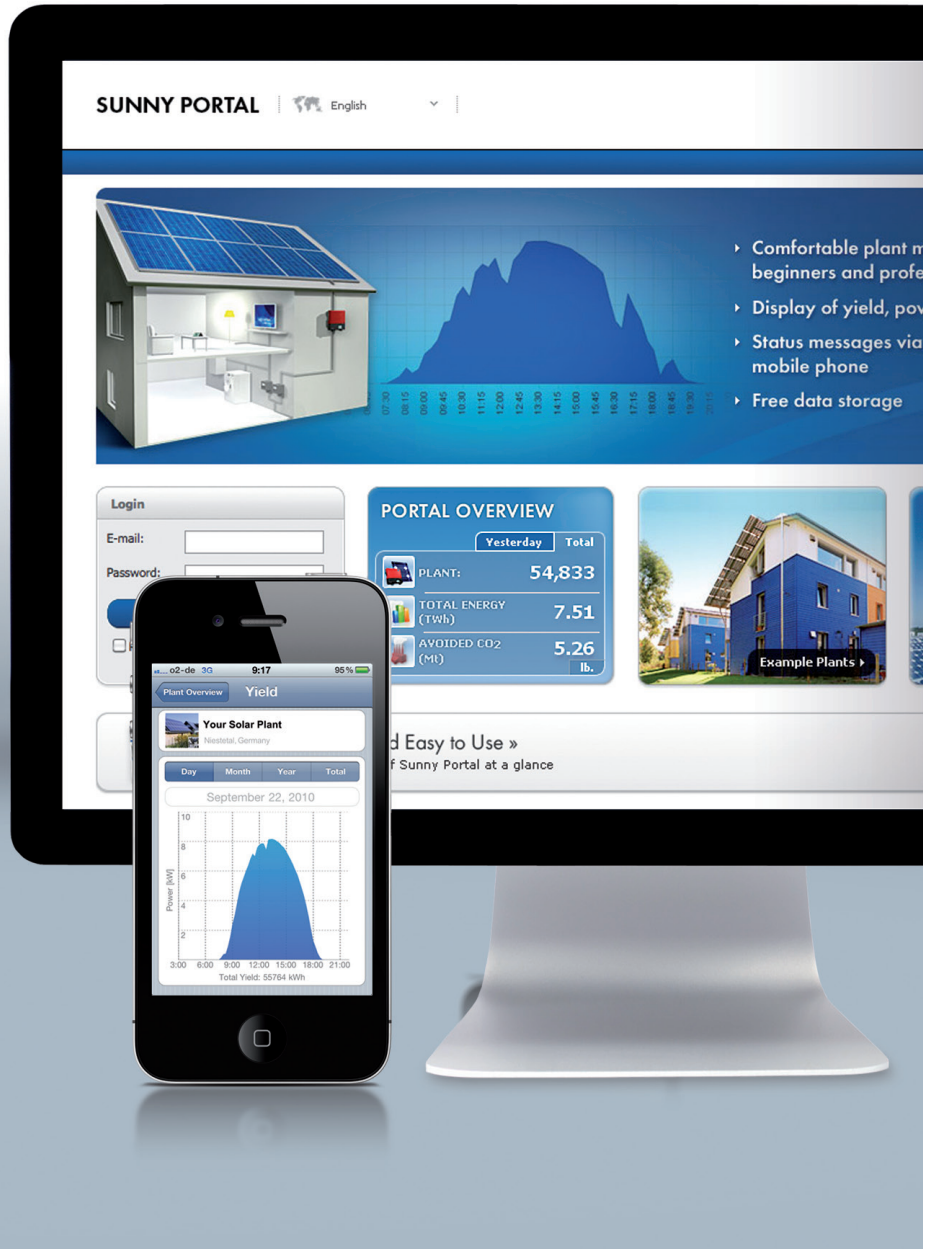 SUNNY PORTAL
English
Comfortable plant
beginners and
Display of yield,
Status messages via
mobile phone
Free data storage
07:30 08:15 09:00 09:45 10:30 11:15 12:00 12:45 13:30 14:15 15:00 15:45 16:30 17:15 18:00 18:45 19:30 20:15
Login
E-mail:
Password:
PORTAL OVERVIEW
Yesterday Total
PLANT: 54,833
TOTAL ENERGY
(TWh) 7.51
AVOIDED CO2
(Mt) 5.26
lb.
Example Plants
Easy to Use »
Sunny Portal at a glance
o2-de 3G 9:17 95%
Plant Overview Yield
Your Solar Plant
Niestetal, Germany
Day Month Year Total
September 22, 2010
10
8
6
4
2
Power [kW]
3:00 6:00 9:00 12:00 15:00 18:00 21:00
Total Yield: 55764 kWh